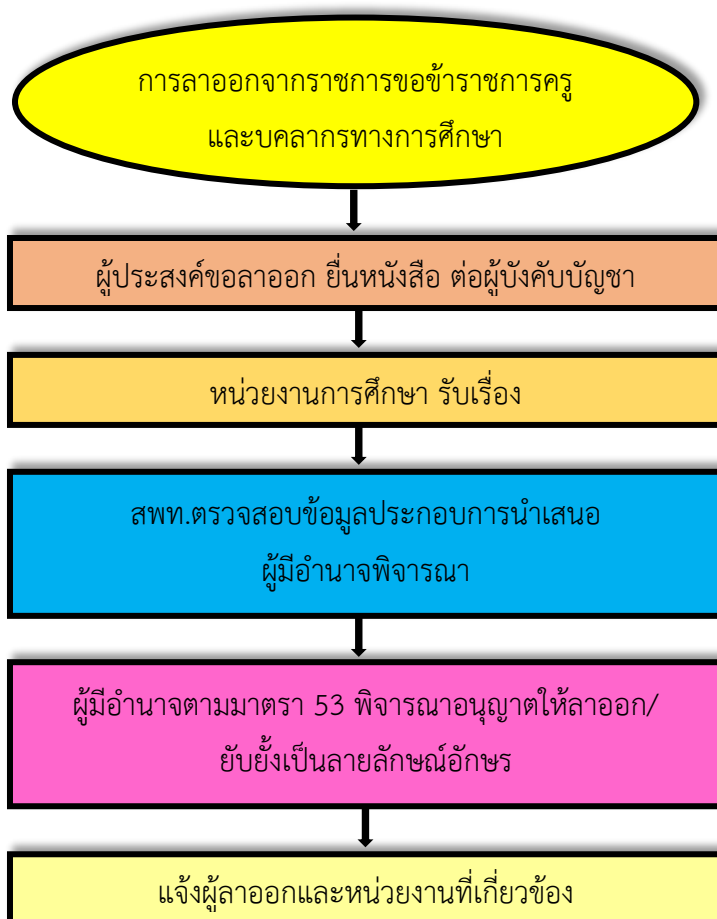 การลาออกจากราชการขอข้าราชการครู
และบคลากรทางการศึกษา
ผู้ประสงค์ขอลาออก ยื่นหนังสือ ต่อผู้บังคับบัญชา
หน่วยงานการศึกษา รับเรื่อง
สพท.ตรวจสอบข้อมูลประกอบการนำเสนอ
ผู้มีอำนาจพิจารณา
ผู้มีอำนาจตามมาตรา 53 พิจารณาอนุญาตให้ลาออก/
ยับยั้งเป็นลายลักษณ์อักษร
แจ้งผู้ลาออกและหน่วยงานที่เกี่ยวข้อง